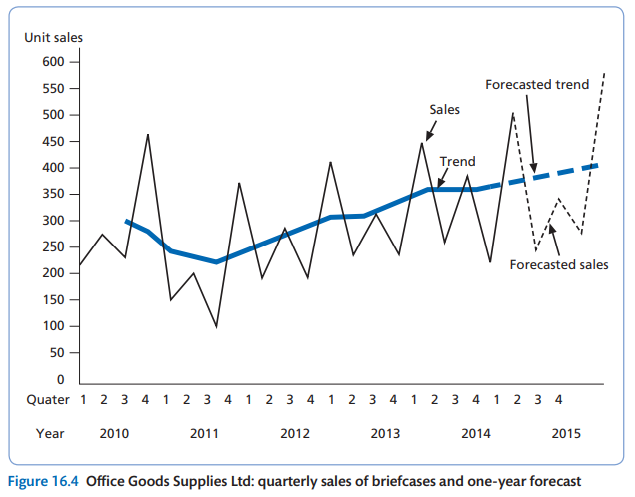 Unit sales
600
550
500
450
400
350
300
250
200
150
100
50
0
Forecasted trend
Sales
Trend
Forecasted sales
Quater 1 2 3 4 1 2 3 4 1 2 3 4 1 2 3 4 1 2 3 4 1 2 3 4
Year 2010 2011 2012 2013 2014 2015
Figure 16.4 Office Goods Supplies Ltd: quarterly sales of briefcases and one-year forecast